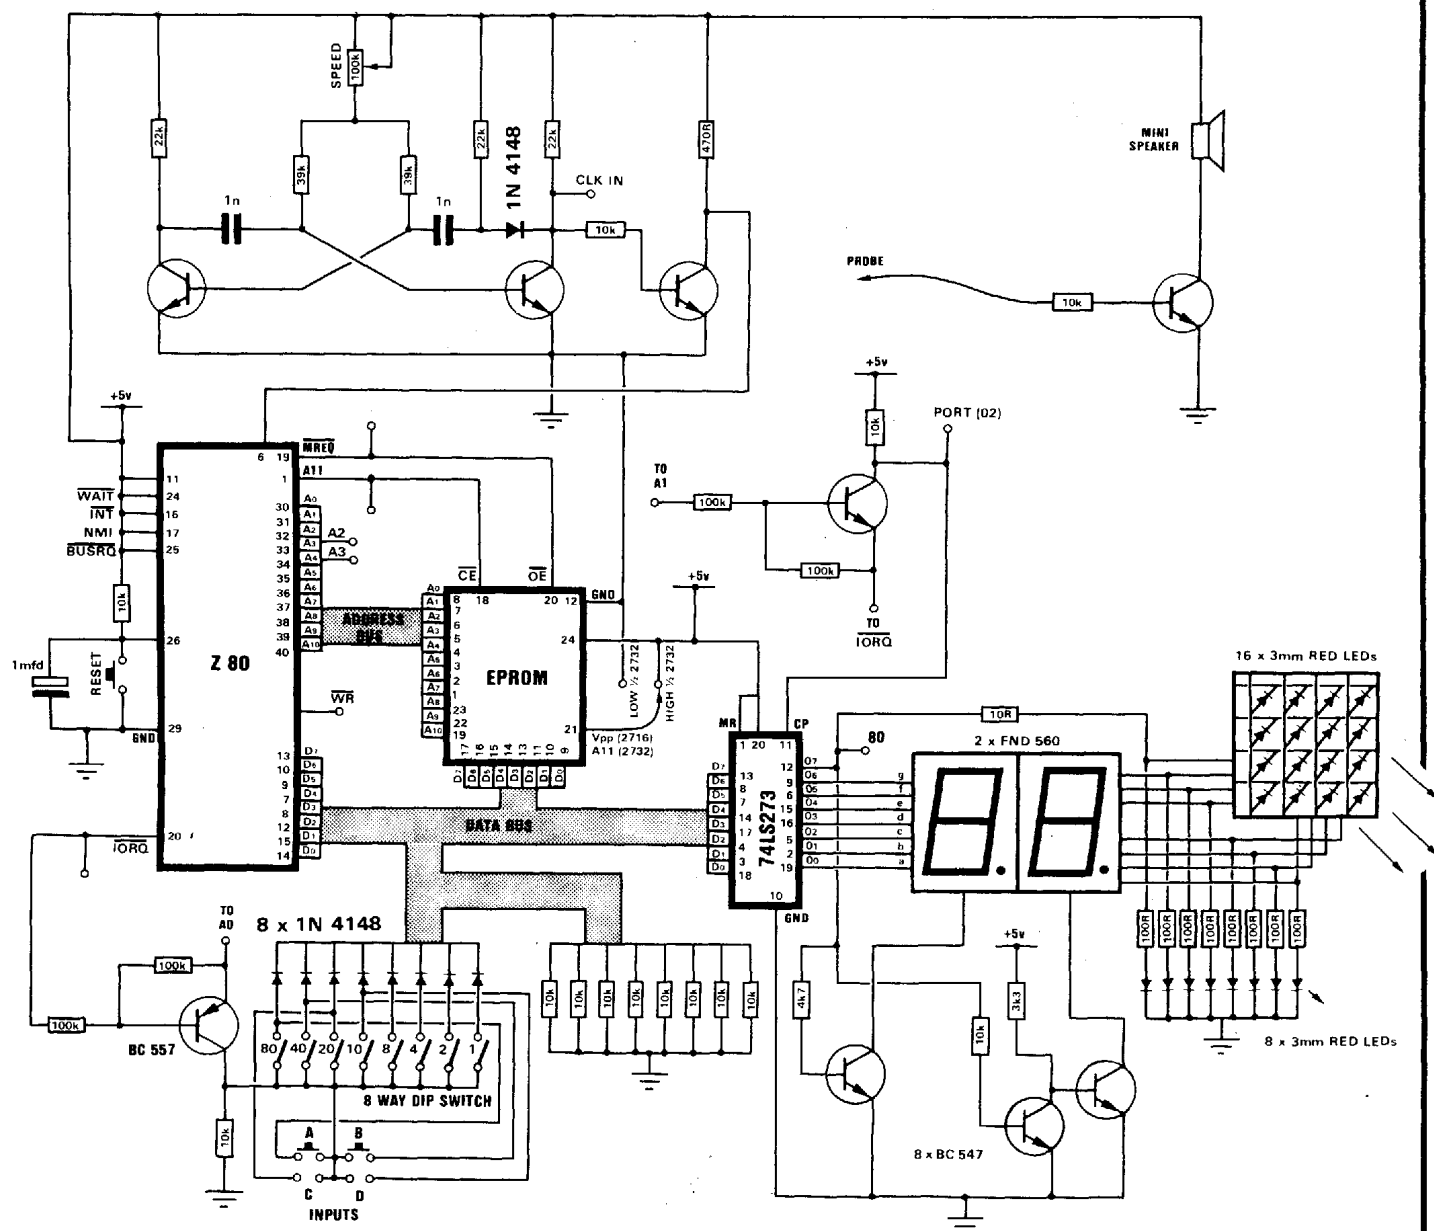 SPEED
100k
22k
39k
39k
22k
1N 4148
22k
470R
1n
1n
CLK IN
10k
MINI
SPEAKER
PROBE
10k
+5v
+5v
10k
PORT (02)
6 19 MREQ
1 A11
11
WAIT 24
INT 16
NMI 17
BUSRQ 25
10k
26
1mfd
RESET
29
GND
Z 80
A0
30 A1
31 A2
32 A3 A2
33 A4 A3
34 A5
35 A6
36 A7
37 A8
38 A9
39 A10
40
WR
13 D7
10 D6
9 D5
7 D4
8 D3
12 D2
15 D1
14 D0
20
IORQ
ADDRESS
BUS
CE OE
18 20 12 GND
24
EPROM
21
Vpp (2716)
A11 (2732)
LOW ½ 2732
HIGH ½ 2732
+5v
A0 8
A1 7
A2 6
A3 5
A4 4
A5 3
A6 2
A7 1
A8 23
A9 22
A10 19
17 16 15 14 13 11 10 9
D7 D6 D5 D4 D3 D2 D1 D0
TO
A1
100k
100k
TO
IORQ
DATA BUS
MR CP
1 20 11
74LS273
D7 13
D6 8
D5 7
D4 14
D3 17
D2 4
D1 3
D0 18
12 O7
9 O6 g
6 O5 f
15 O4 e
16 O3 d
5 O2 c
2 O1 b
19 O0 a
10
GND
80
10R
2 x FND 560
16 x 3mm RED LEDs
100R 100R 100R 100R 100R 100R 100R 100R
8 x 3mm RED LEDs
TO
A0
8 x 1N 4148
100k
100k
BC 557
10k
80 40 20 10 8 4 2 1
8 WAY DIP SWITCH
A B
C D
INPUTS
10k 10k 10k 10k 10k 10k 10k 10k
4k7
10k
+5v
3k3
8 x BC 547